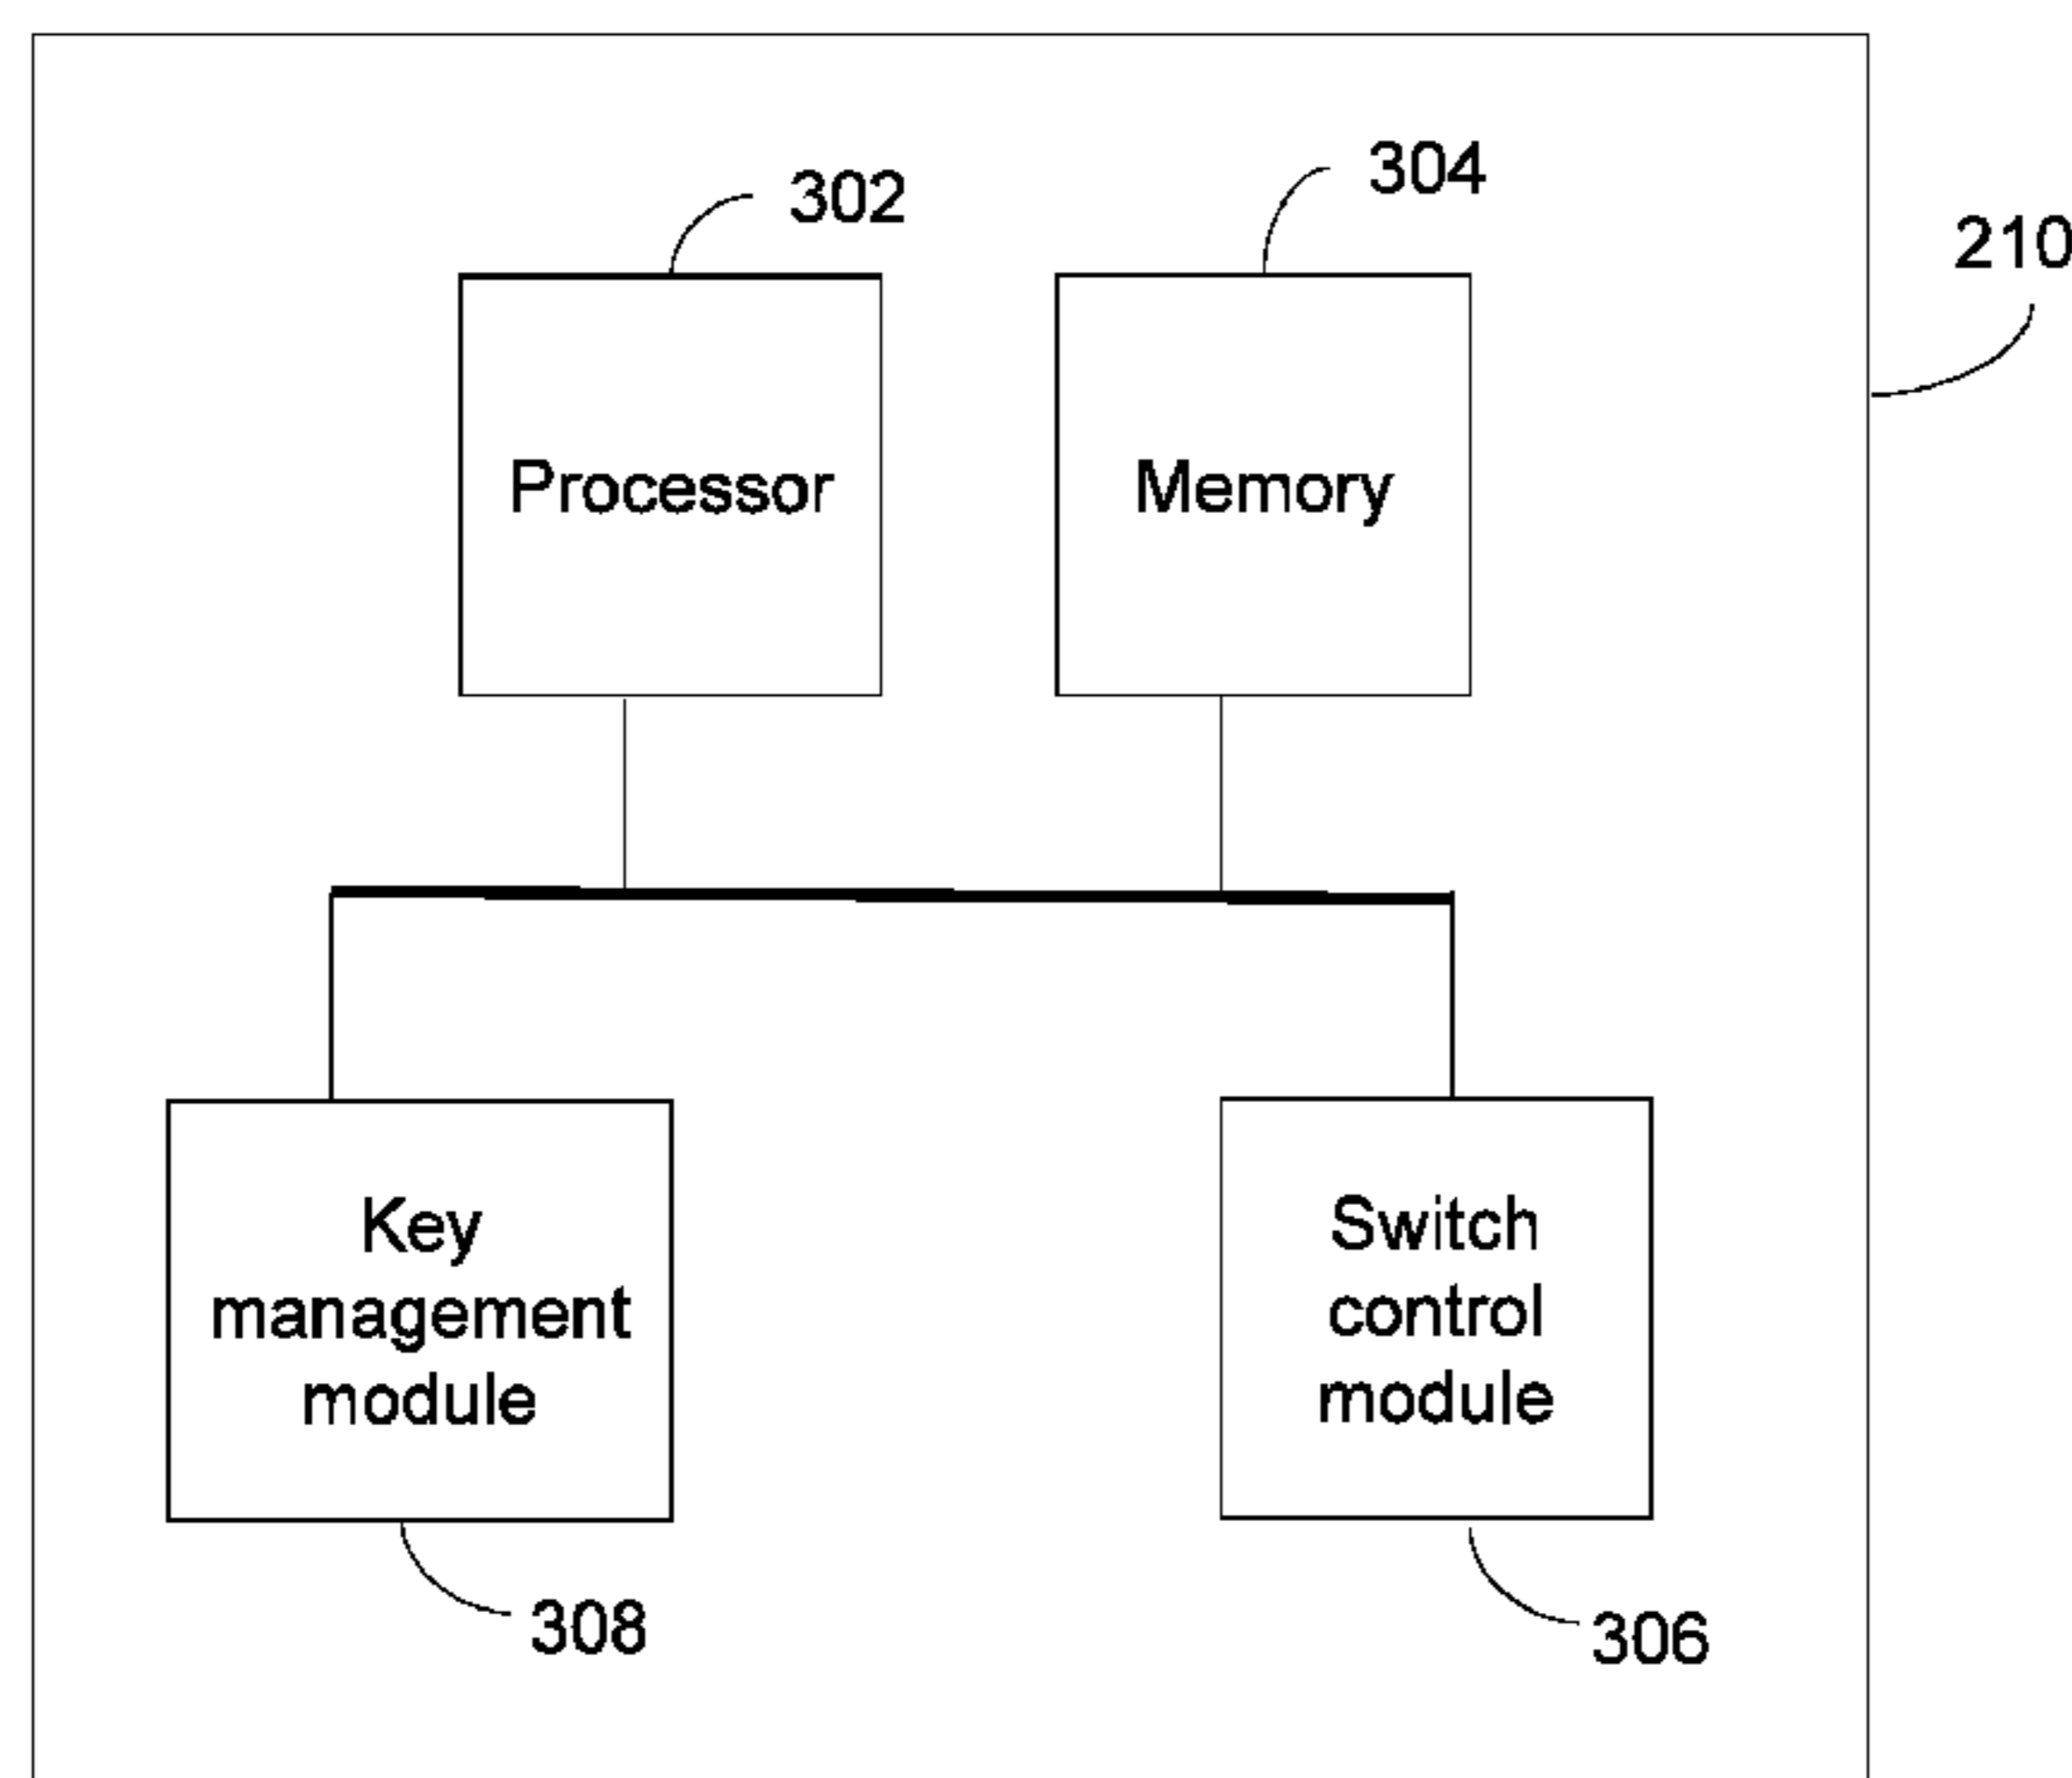 302
304
210
Processor
Memory
Key
management
module
Switch
control
module
308
306